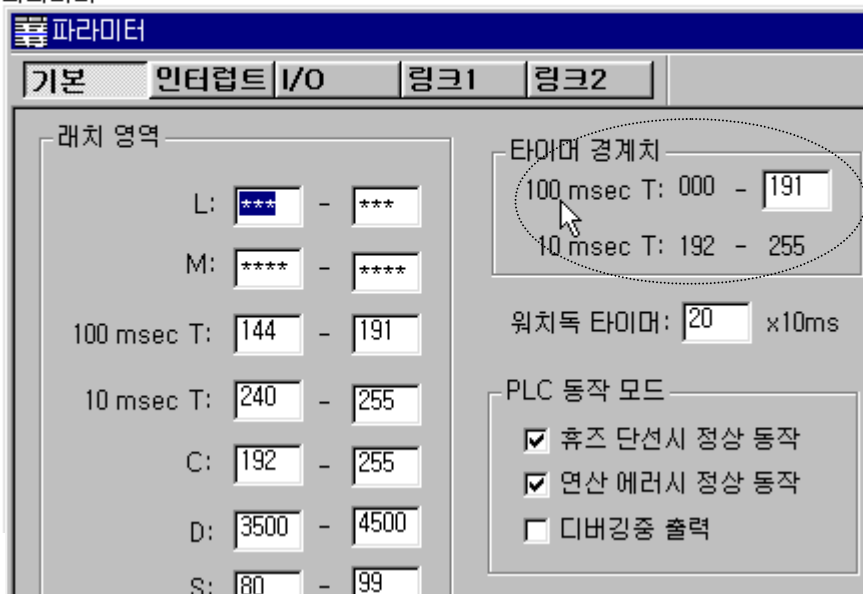 파라미터
기본 인터럽트 I/O 링크1 링크2
래치 영역
L: *** - ***
M: **** - ****
100 msec T: 144 - 191
10 msec T: 240 - 255
C: 192 - 255
D: 3500 - 4500
S: 80 - 99
타이머 경계치
100 msec T: 000 - 191
10 msec T: 192 - 255
워치독 타이머: 20 x10ms
PLC 동작 모드
휴즈 단선시 정상 동작
연산 에러시 정상 동작
디버깅중 출력